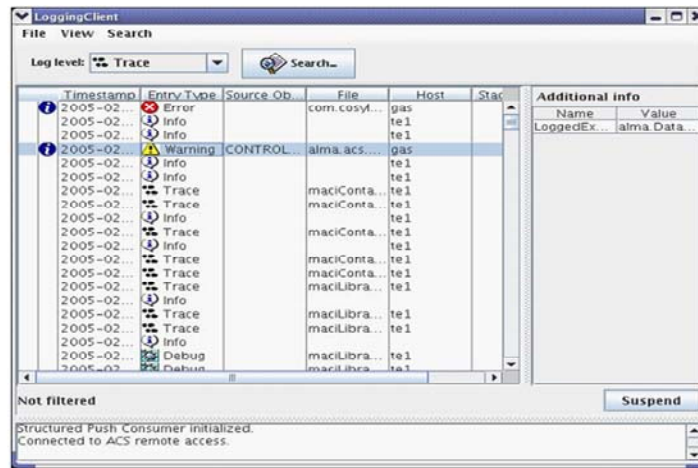 LoggingClient
File View Search
Log level: Trace Search...
Timestamp Entry Type Source Ob... File Host Stac
2005-02... Error com.cosyl... gas
2005-02... Info te1
2005-02... Info te1
2005-02... Warning CONTROL... alma.acs.... gas
2005-02... Info te1
2005-02... Info te1
2005-02... Trace maciConta... te1
2005-02... Trace maciConta... te1
2005-02... Info te1
2005-02... Trace maciConta... te1
2005-02... Info te1
2005-02... Trace maciConta... te1
2005-02... Trace maciConta... te1
2005-02... Trace maciLibra... te1
2005-02... Info te1
2005-02... Trace maciLibra... te1
2005-02... Trace maciLibra... te1
2005-02... Info te1
2005-02... Debug maciLibra... te1
2005-02... Debug maciLibra... te1
Additional info
Name Value
LoggedEx... alma.Data...
Not filtered Suspend
Structured Push Consumer initialized.
Connected to ACS remote access.